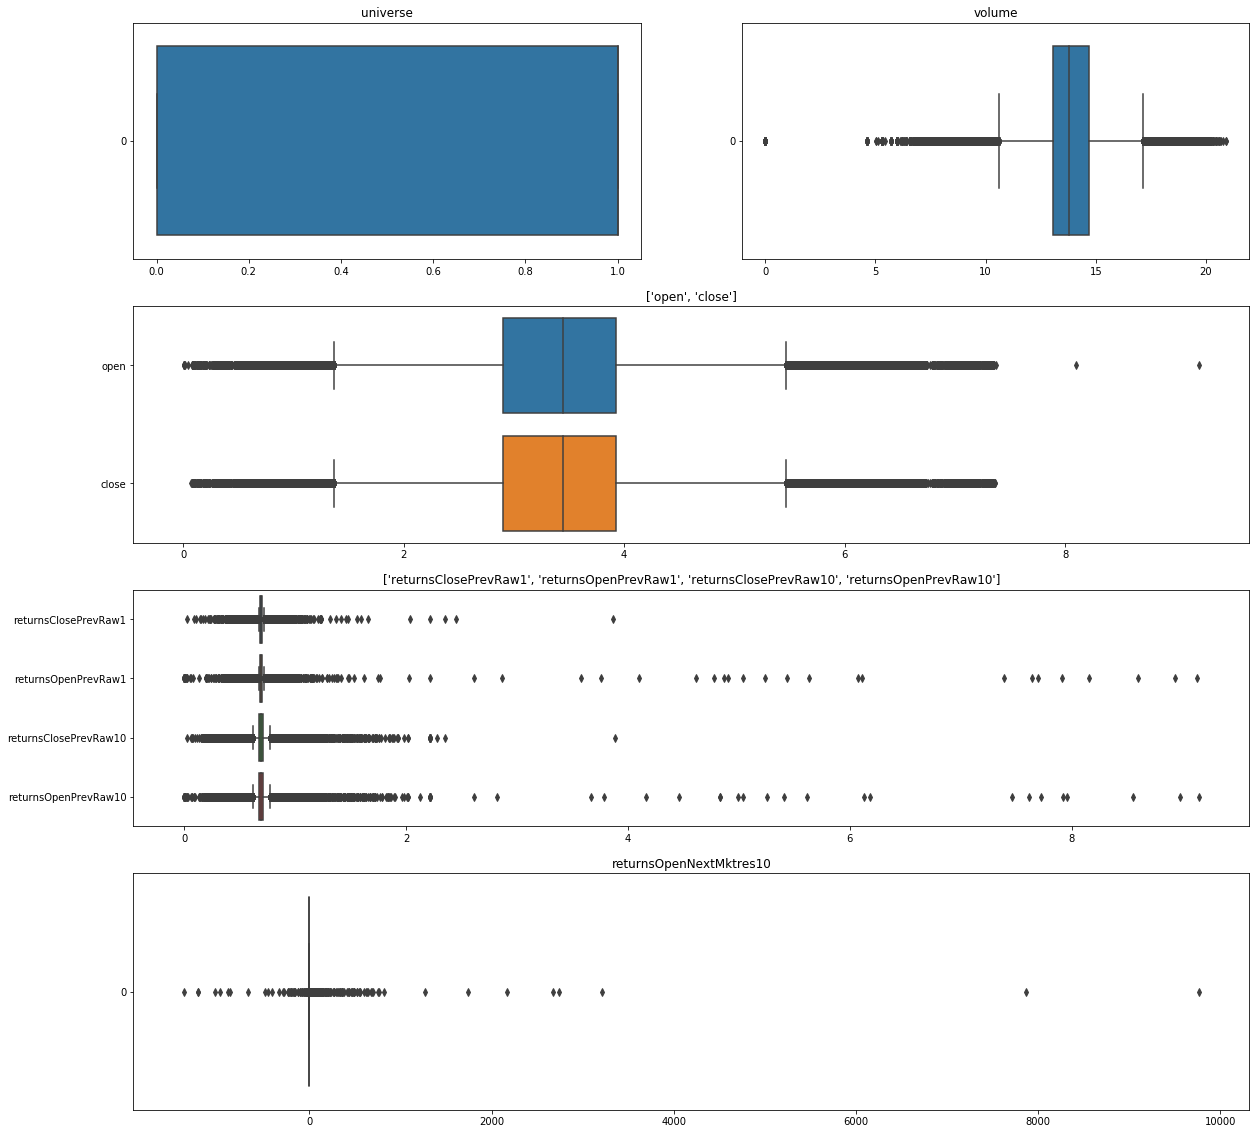 universe
0
0.0 0.2 0.4 0.6 0.8 1.0
volume
0
0 5 10 15 20
['open', 'close']
open
close
0 2 4 6 8
['returnsClosePrevRaw1', 'returnsOpenPrevRaw1', 'returnsClosePrevRaw10', 'returnsOpenPrevRaw10']
returnsClosePrevRaw1
returnsOpenPrevRaw1
returnsClosePrevRaw10
returnsOpenPrevRaw10
0 2 4 6 8
returnsOpenNextMktres10
0
0 2000 4000 6000 8000 10000